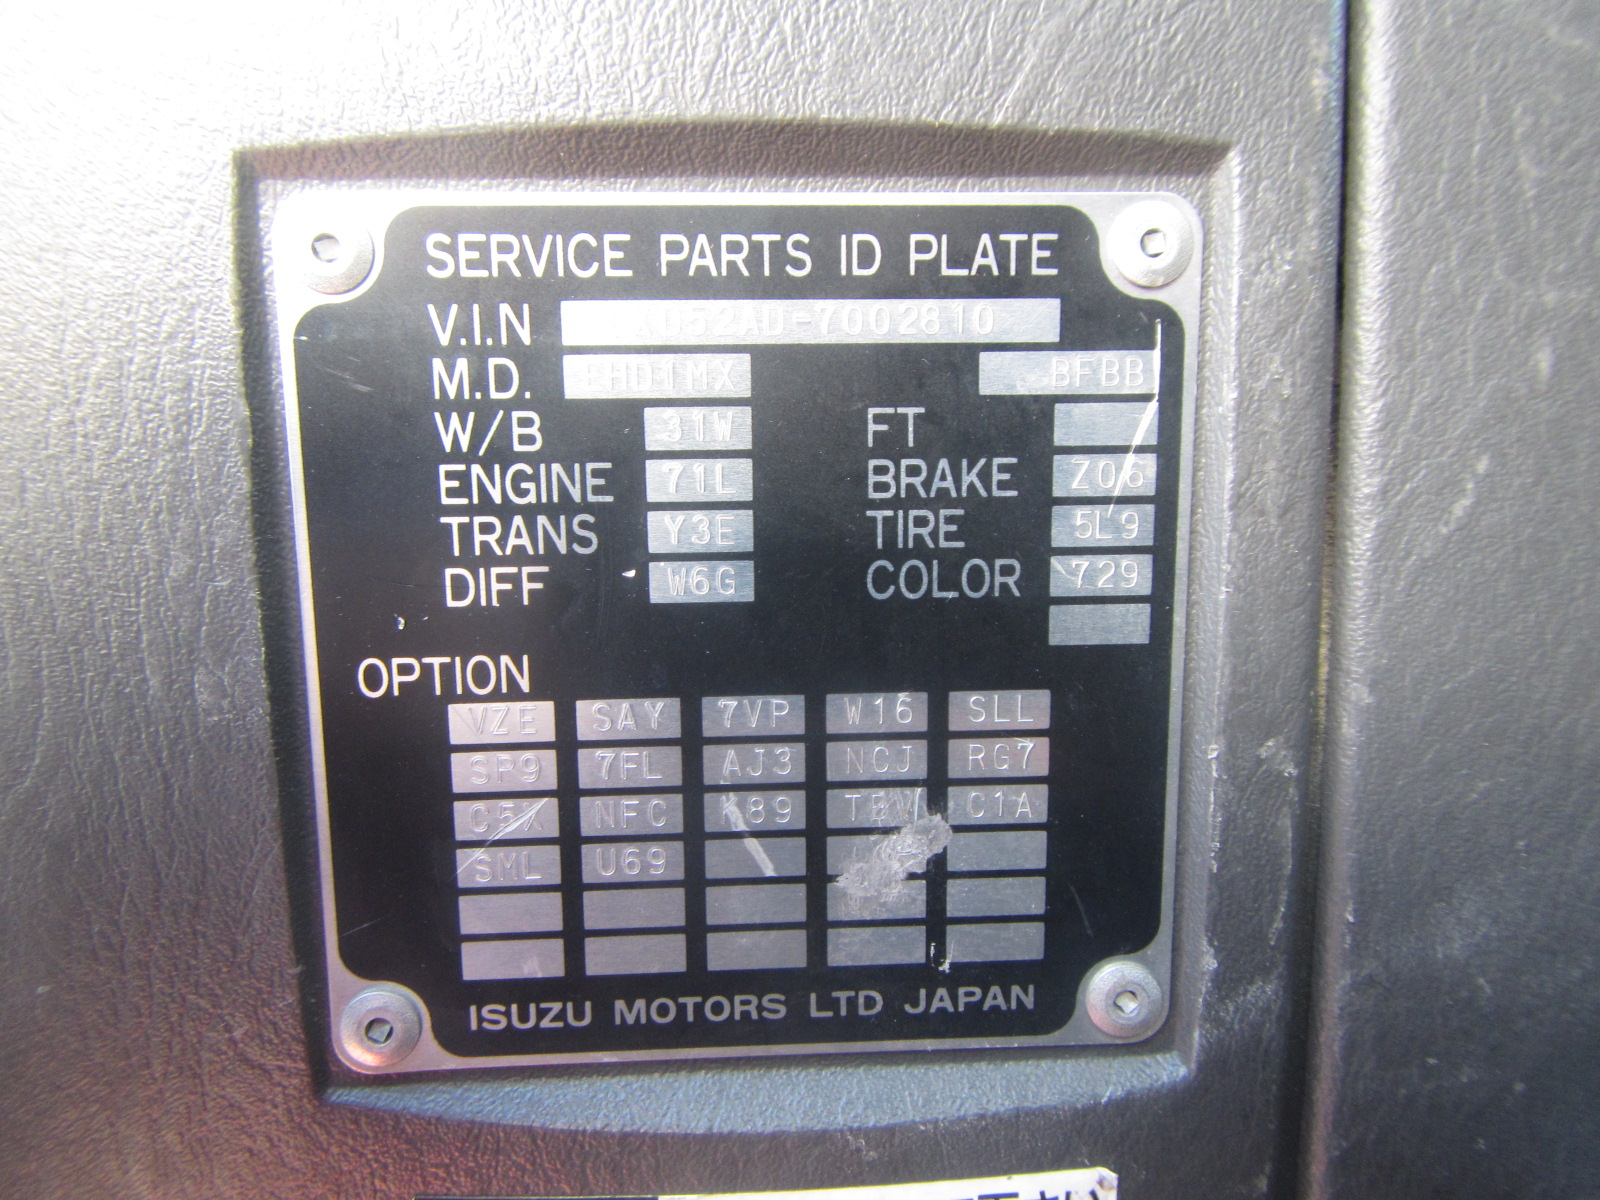 SERVICE PARTS ID PLATE
V.I.N
M.D. BFBB
W/B 31W FT
ENGINE 71L BRAKE Z06
TRANS Y3E TIRE 5L9
DIFF W6G COLOR 729
OPTION
VZE SAY 7VP W16 SLL
SP9 7FL AJ3 NCJ RG7
NFC K89 C1A
SML U69
ISUZU MOTORS LTD JAPAN